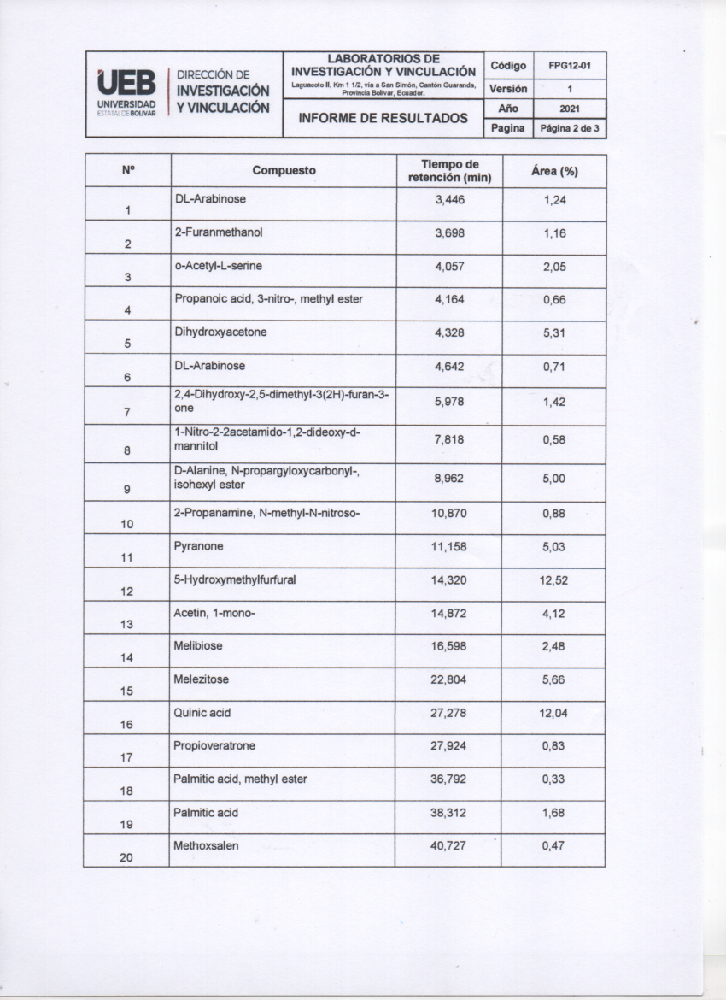 UEB
UNIVERSIDAD
ESTATAL DE BOLIVAR
DIRECCIÓN DE
INVESTIGACIÓN
Y VINCULACIÓN
LABORATORIOS DE
INVESTIGACIÓN Y VINCULACIÓN
Laguacoto II, Km 1 1/2, vía a San Simón, Cantón Guaranda,
Provincia Bolívar, Ecuador.
INFORME DE RESULTADOS
Código FPG12-01
Versión 1
Año 2021
Pagina Página 2 de 3
Nº Compuesto Tiempo de
retención (min) Área (%)
1 DL-Arabinose 3,446 1,24
2 2-Furanmethanol 3,698 1,16
3 o-Acetyl-L-serine 4,057 2,05
4 Propanoic acid, 3-nitro-, methyl ester 4,164 0,66
5 Dihydroxyacetone 4,328 5,31
6 DL-Arabinose 4,642 0,71
7 2,4-Dihydroxy-2,5-dimethyl-3(2H)-furan-3-
one 5,978 1,42
8 1-Nitro-2-2acetamido-1,2-dideoxy-d-
mannitol 7,818 0,58
9 D-Alanine, N-propargyloxycarbonyl-,
isohexyl ester 8,962 5,00
10 2-Propanamine, N-methyl-N-nitroso- 10,870 0,88
11 Pyranone 11,158 5,03
12 5-Hydroxymethylfurfural 14,320 12,52
13 Acetin, 1-mono- 14,872 4,12
14 Melibiose 16,598 2,48
15 Melezitose 22,804 5,66
16 Quinic acid 27,278 12,04
17 Propioveratrone 27,924 0,83
18 Palmitic acid, methyl ester 36,792 0,33
19 Palmitic acid 38,312 1,68
20 Methoxsalen 40,727 0,47